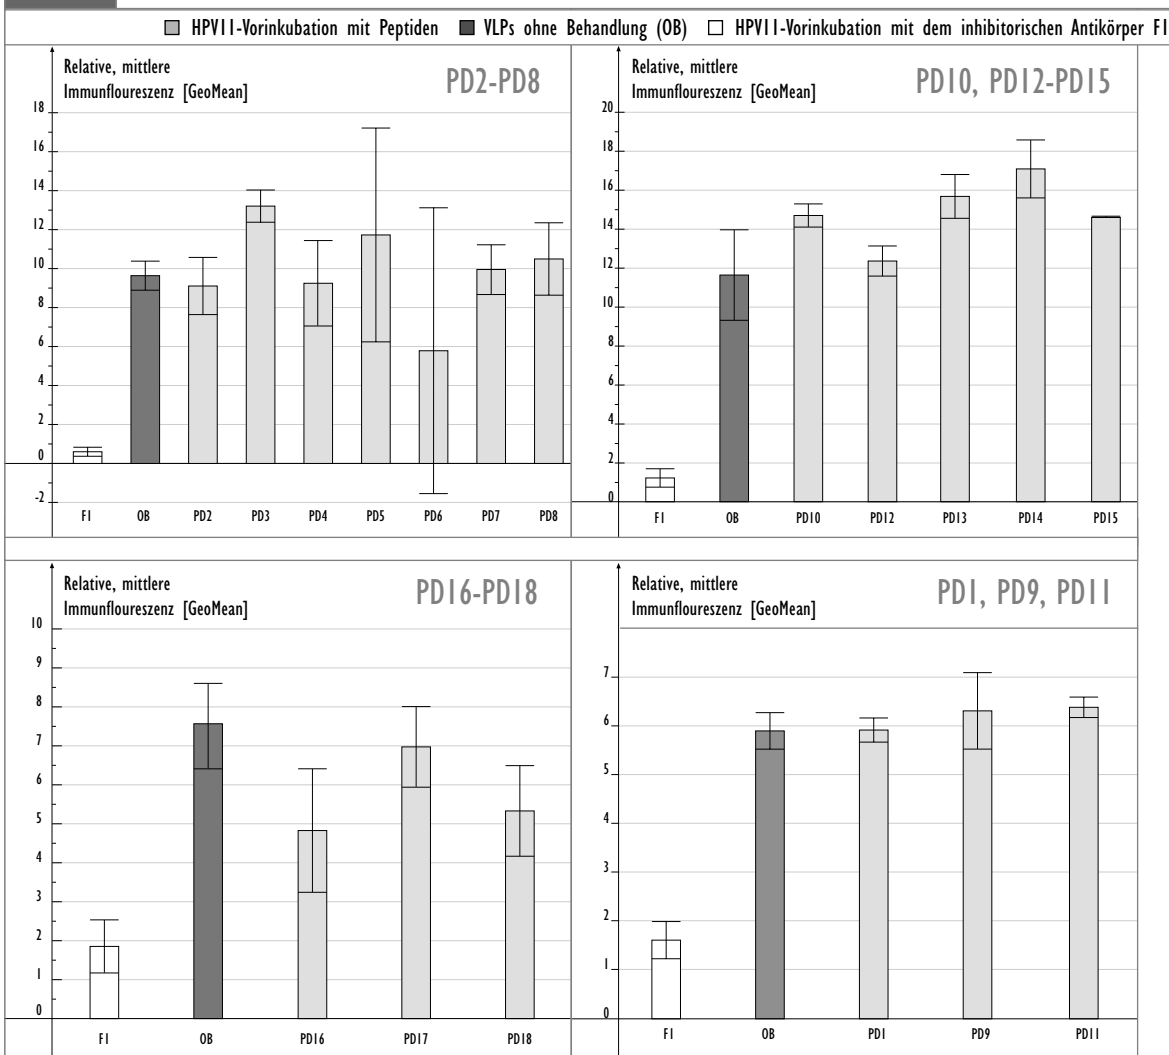 HPV11-Vorinkubation mit Peptiden VLPs ohne Behandlung (OB) HPV11-Vorinkubation mit dem inhibitorischen Antikörper F1
Relative, mittlere
Immunfloureszenz [GeoMean]
PD2-PD8
18
16
14
12
10
8
6
4
2
0
-2
F1 OB PD2 PD3 PD4 PD5 PD6 PD7 PD8
Relative, mittlere
Immunfloureszenz [GeoMean]
PD10, PD12-PD15
20
18
16
14
12
10
8
6
4
2
0
F1 OB PD10 PD12 PD13 PD14 PD15
Relative, mittlere
Immunfloureszenz [GeoMean]
PD16-PD18
10
9
8
7
6
5
4
3
2
1
0
F1 OB PD16 PD17 PD18
Relative, mittlere
Immunfloureszenz [GeoMean]
PD1, PD9, PD11
7
6
5
4
3
2
1
0
F1 OB PD1 PD9 PD11